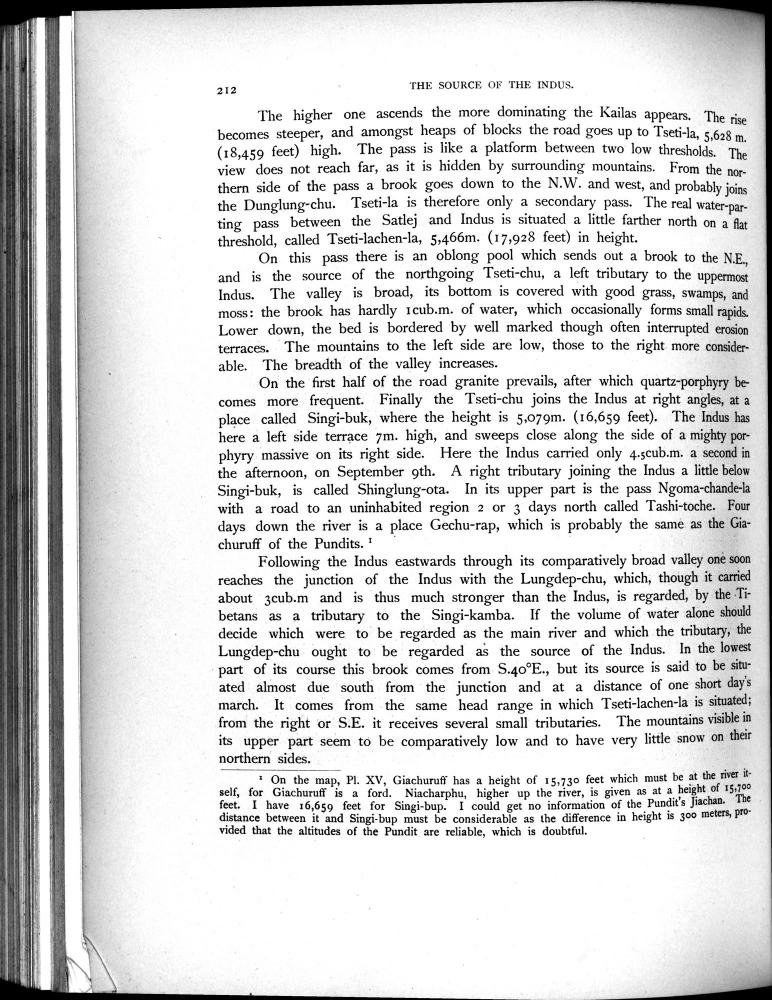 212
THE SOURCE OF THE INDUS.
The higher one ascends the more dominating the Kailas appears. The rise
becomes steeper, and amongst heaps of blocks the road goes up to Tseti-la, 5,628 m.
(18,459 feet) high. The pass is like a platform between two low thresholds. The
view does not reach far, as it is hidden by surrounding mountains. From the nor-
thern side of the pass a brook goes down to the N.W. and west, and probably joins
the Dunglung-chu. Tseti-la is therefore only a secondary pass. The real water-par-
ting pass between the Satlej and Indus is situated a little farther north on a flat
threshold, called Tseti-lachen-la, 5,466m. (17,928 feet) in height.
On this pass there is an oblong pool which sends out a brook to the N.E.,
and is the source of the northgoing Tseti-chu, a left tributary to the uppermost
Indus. The valley is broad, its bottom is covered with good grass, swamps, and
moss: the brook has hardly 1cub.m. of water, which occasionally forms small rapids.
Lower down, the bed is bordered by well marked though often interrupted erosion
terraces. The mountains to the left side are low, those to the right more consider-
able. The breadth of the valley increases.
On the first half of the road granite prevails, after which quartz-porphyry be-
comes more frequent. Finally the Tseti-chu joins the Indus at right angles, at a
place called Singi-buk, where the height is 5,079m. (16,659 feet). The Indus has
here a left side terrace 7m. high, and sweeps close along the side of a mighty por-
phyry massive on its right side. Here the Indus carried only 4.5cub.m. a second in
the afternoon, on September 9th. A right tributary joining the Indus a little below
Singi-buk, is called Shinglung-ota. In its upper part is the pass Ngoma-chande-la
with a road to an uninhabited region 2 or 3 days north called Tashi-toche. Four
days down the river is a place Gechu-rap, which is probably the same as the Gia-
churuff of the Pundits. ¹
Following the Indus eastwards through its comparatively broad valley one soon
reaches the junction of the Indus with the Lungdep-chu, which, though it carried
about 3cub.m and is thus much stronger than the Indus, is regarded, by the Ti-
betans as a tributary to the Singi-kamba. If the volume of water alone should
decide which were to be regarded as the main river and which the tributary, the
Lungdep-chu ought to be regarded as the source of the Indus. In the lowest
part of its course this brook comes from S.40°E., but its source is said to be situ-
ated almost due south from the junction and at a distance of one short day's
march. It comes from the same head range in which Tseti-lachen-la is situated;
from the right or S.E. it receives several small tributaries. The mountains visible in
its upper part seem to be comparatively low and to have very little snow on their
northern sides.
¹ On the map, Pl. XV, Giachuruff has a height of 15,730 feet which must be at the river it-
self, for Giachuruff is a ford. Niacharphu, higher up the river, is given as at a height of 15,700
feet. I have 16,659 feet for Singi-bup. I could get no information of the Pundit's Jiachan. The
distance between it and Singi-bup must be considerable as the difference in height is 300 meters, pro-
vided that the altitudes of the Pundit are reliable, which is doubtful.